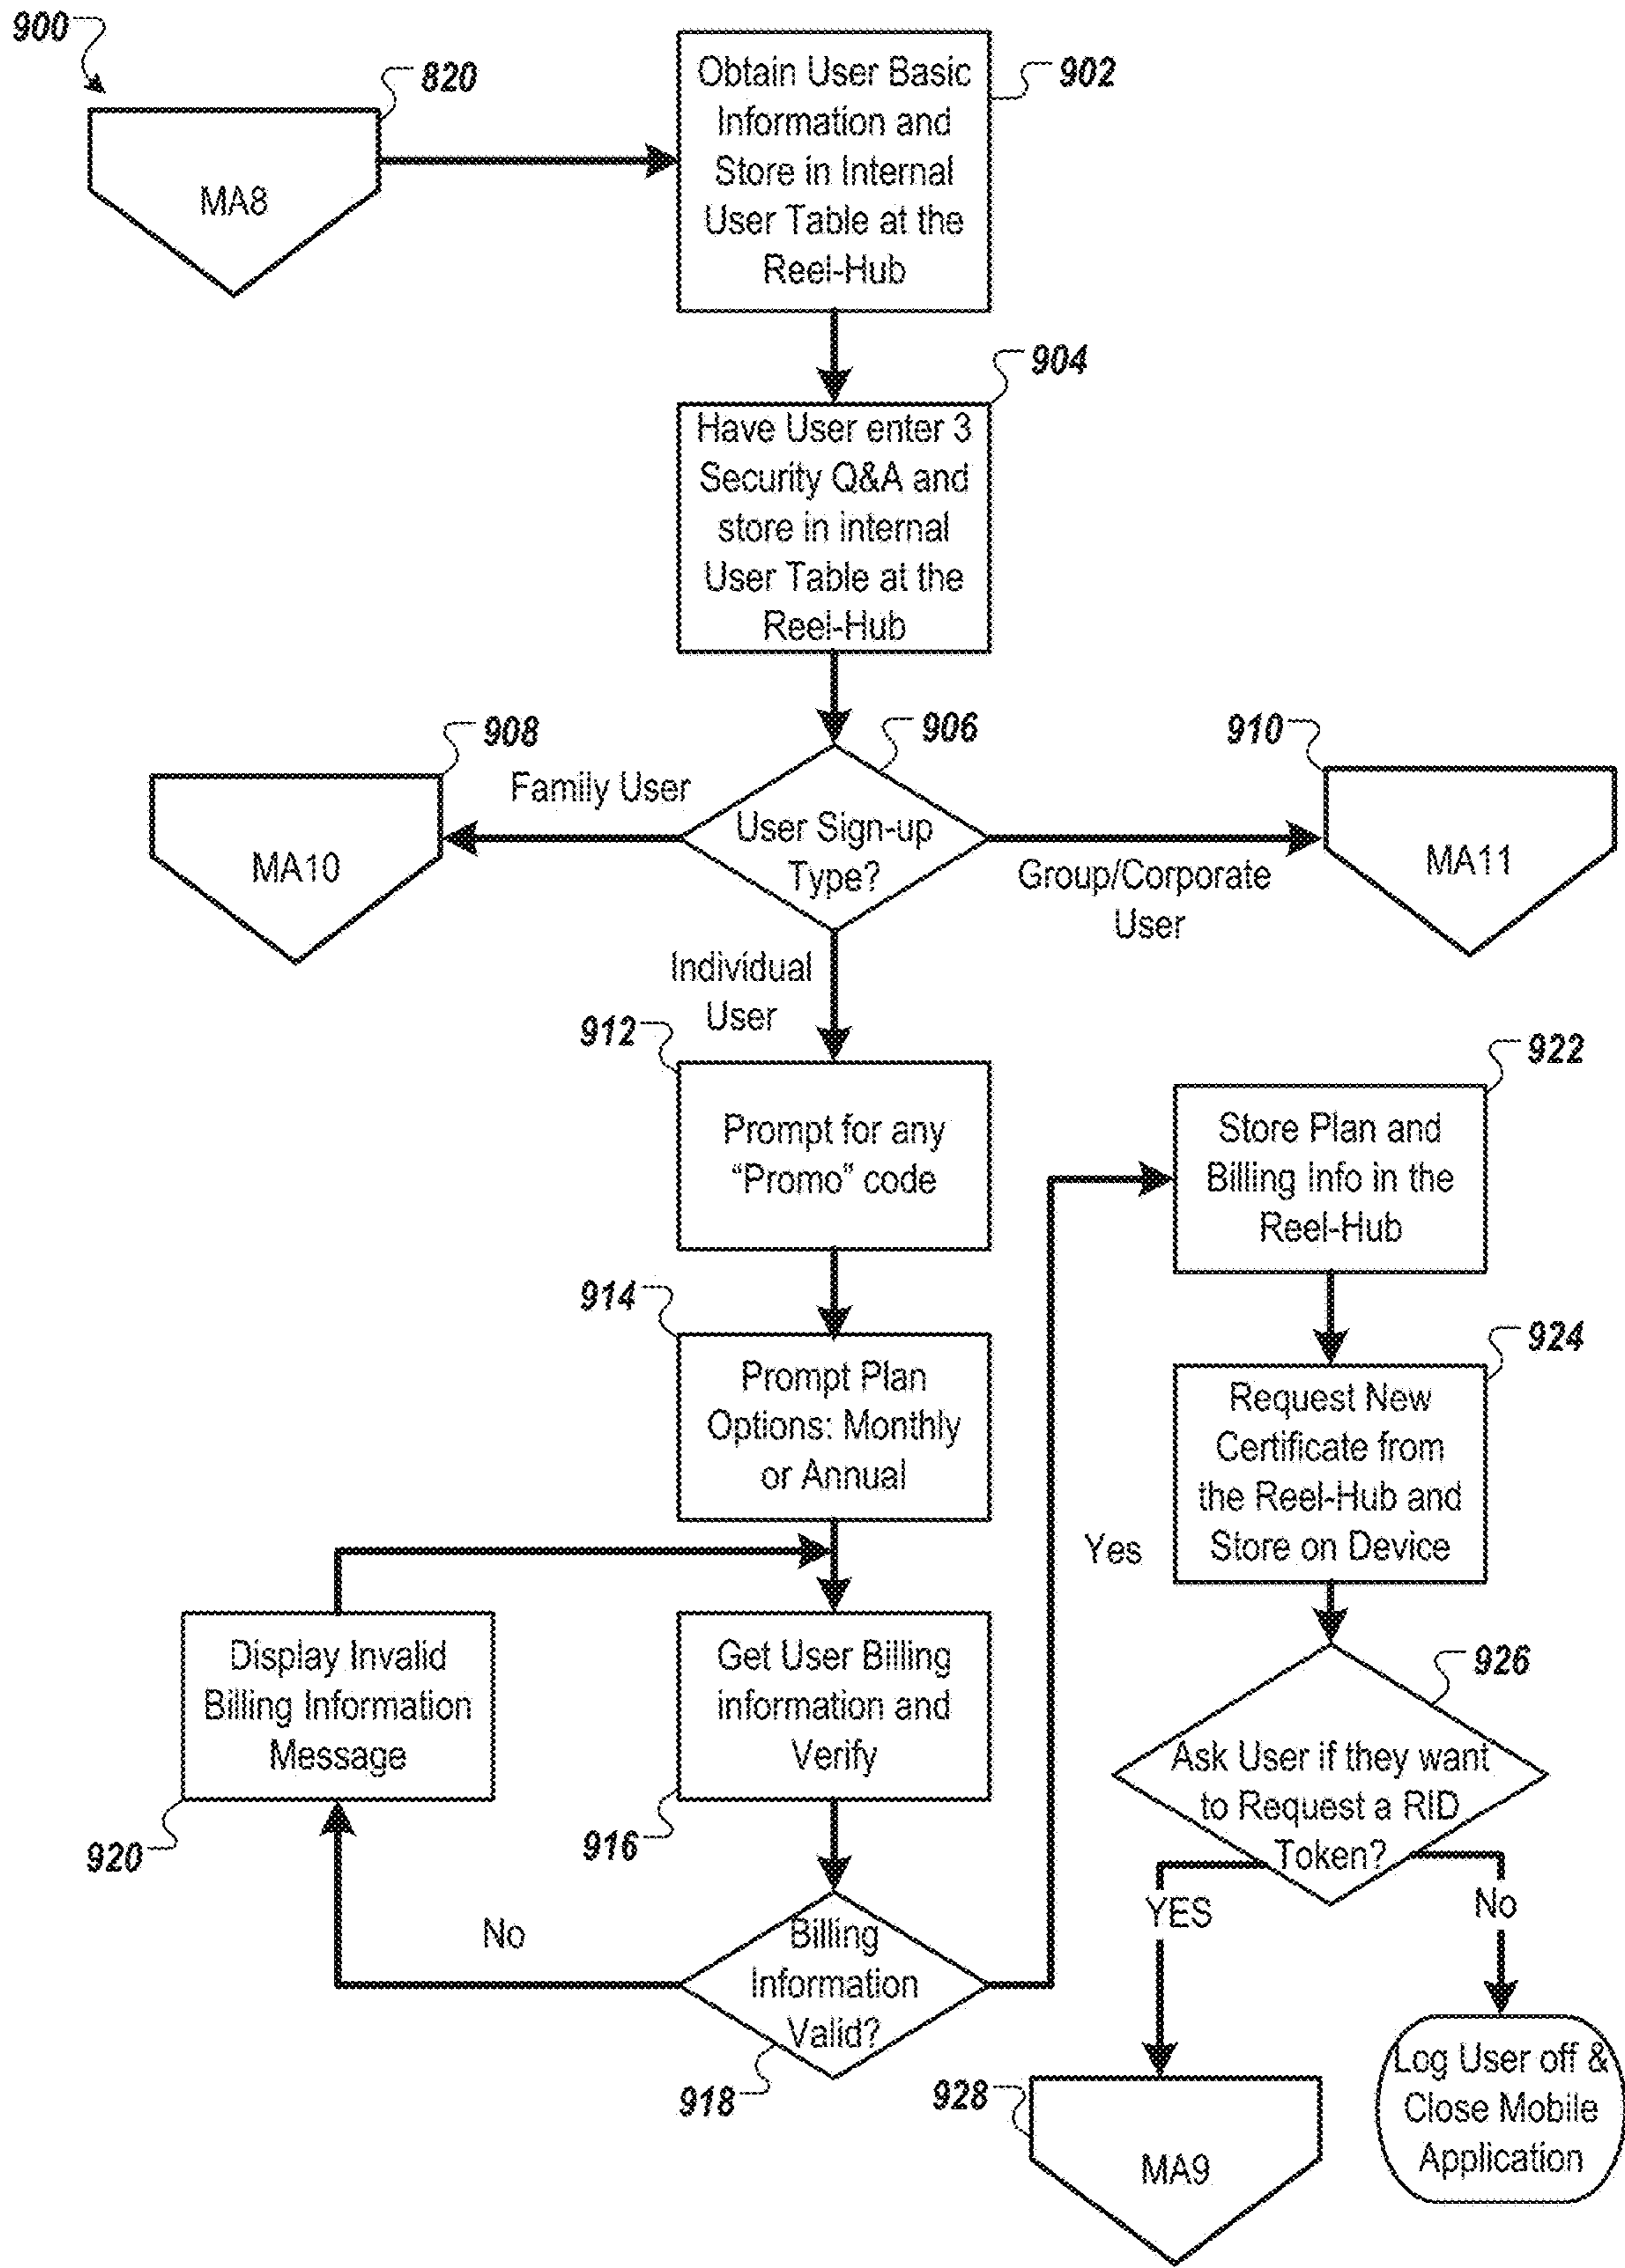 900
820
MA8
902
Obtain User Basic
Information and
Store in Internal
User Table at the
Reel-Hub
904
Have User enter 3
Security Q&A and
store in internal
User Table at the
Reel-Hub
908
MA10
Family User
906
User Sign-up
Type?
Group/Corporate
User
910
MA11
Individual
User
912
Prompt for any
“Promo” code
914
Prompt Plan
Options: Monthly
or Annual
Display Invalid
Billing Information
Message
920
Get User Billing
information and
Verify
916
No
Billing
Information
Valid?
918
Yes
922
Store Plan and
Billing Info in the
Reel-Hub
924
Request New
Certificate from
the Reel-Hub and
Store on Device
926
Ask User if they want
to Request a RID
Token?
YES
No
928
MA9
Log User off &
Close Mobile
Application